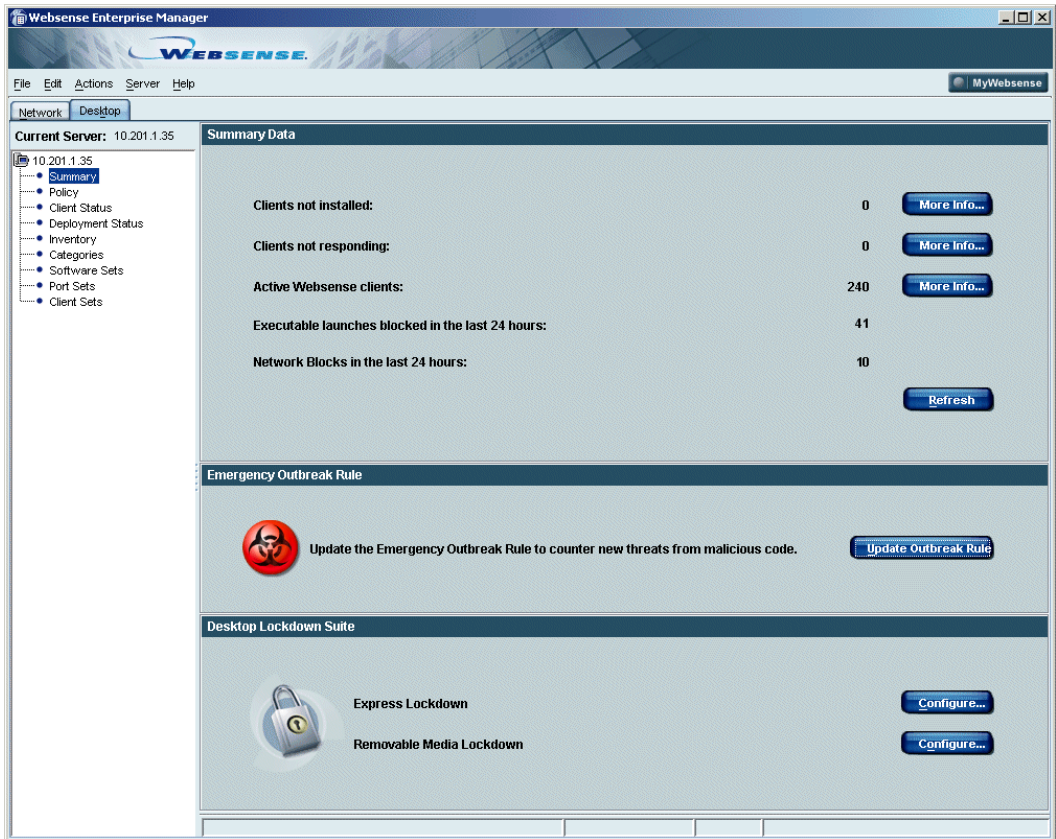 Websense Enterprise Manager
WEBSENSE.
File Edit Actions Server Help
MyWebsense
Network Desktop
Current Server: 10.201.1.35
10.201.1.35
Summary
Policy
Client Status
Deployment Status
Inventory
Categories
Software Sets
Port Sets
Client Sets
Summary Data
Clients not installed: 0 More Info...
Clients not responding: 0 More Info...
Active Websense clients: 240 More Info...
Executable launches blocked in the last 24 hours: 41
Network Blocks in the last 24 hours: 10
Refresh
Emergency Outbreak Rule
Update the Emergency Outbreak Rule to counter new threats from malicious code. Update Outbreak Rule
Desktop Lockdown Suite
Express Lockdown Configure...
Removable Media Lockdown Configure...